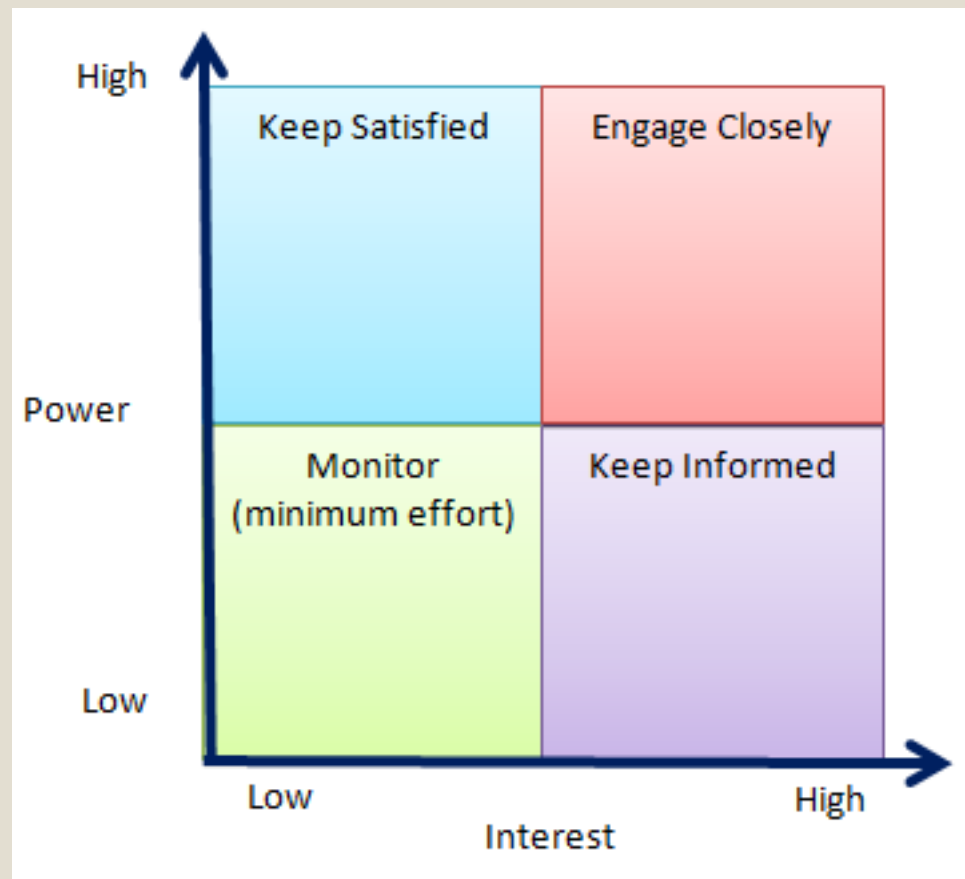 High
Keep Satisfied
Engage Closely
Power
Monitor
(minimum effort)
Keep Informed
Low
Low
High
Interest